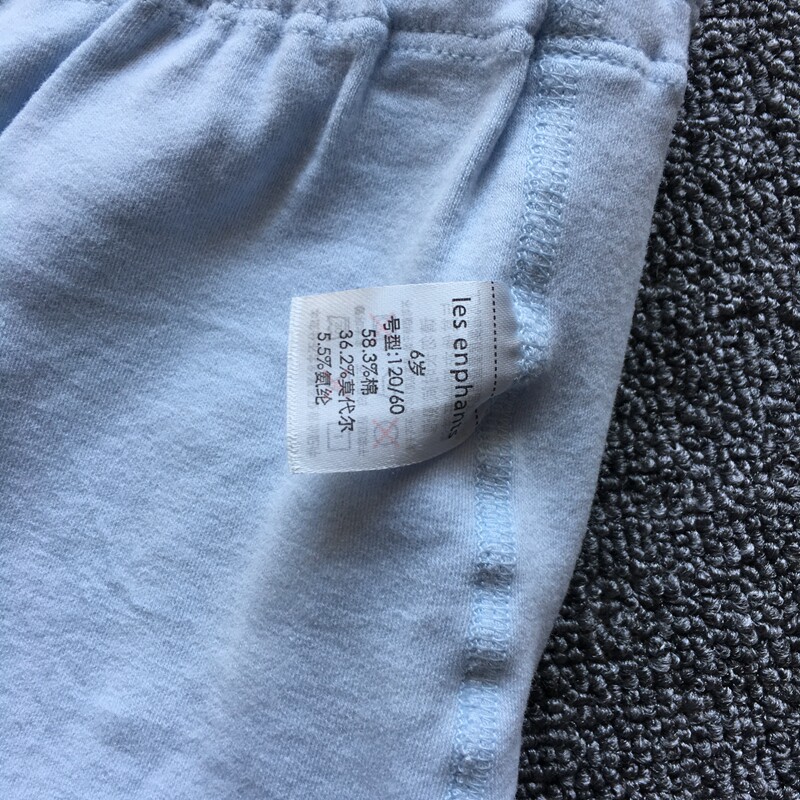 les enphants
6岁
号型:120/60
58.3%棉
36.2%莫代尔
5.5%氨纶